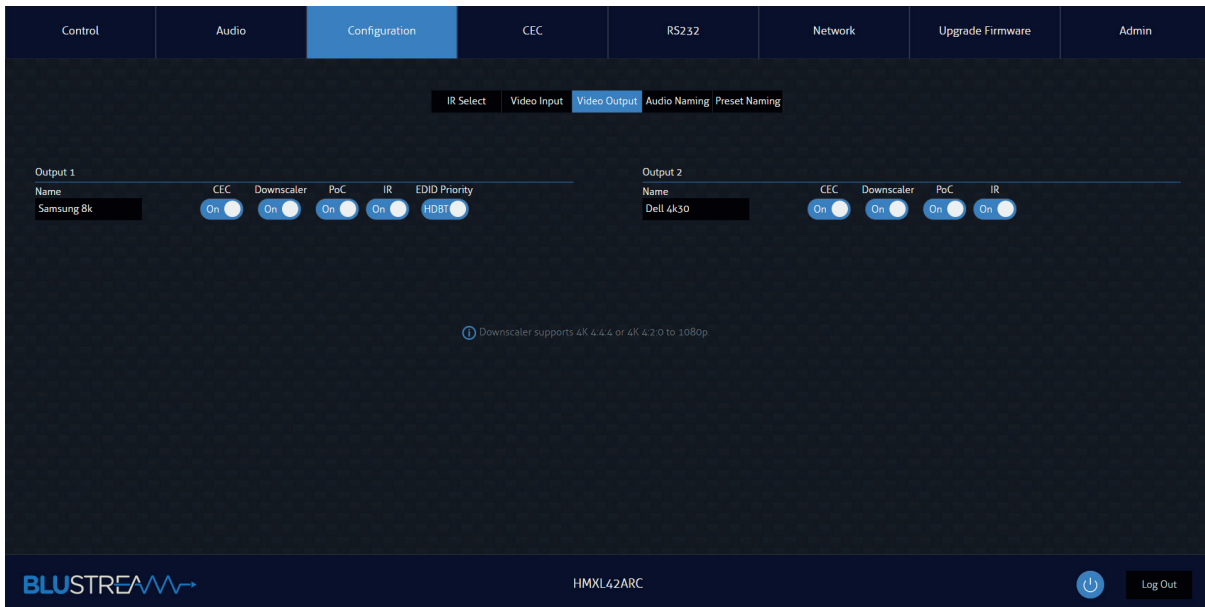 Control Audio Configuration CEC RS232 Network Upgrade Firmware Admin
IR Select Video Input Video Output Audio Naming Preset Naming
Output 1
Name CEC Downscaler PoC IR EDID Priority
Samsung 8k On On On On HDBT
Output 2
Name CEC Downscaler PoC IR
Dell 4k30 On On On On
Downscaler supports 4K 4:4:4 or 4K 4:2:0 to 1080p.
BLUSTREAM HMXL42ARC Log Out